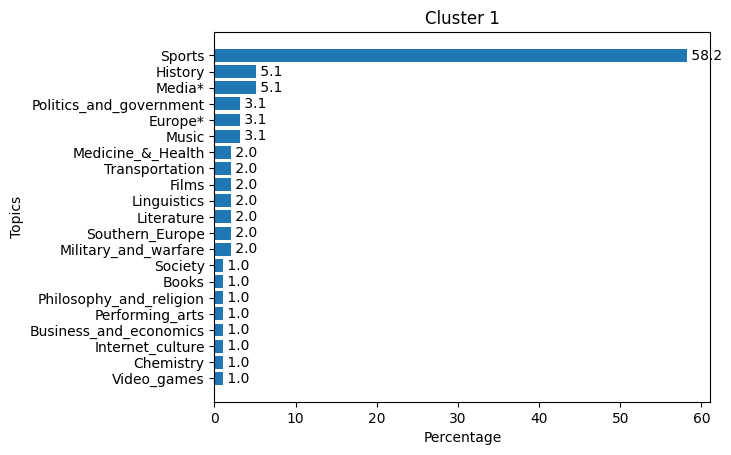 Cluster 1
Topics
Sports 58.2
History 5.1
Media* 5.1
Politics_and_government 3.1
Europe* 3.1
Music 3.1
Medicine_&_Health 2.0
Transportation 2.0
Films 2.0
Linguistics 2.0
Literature 2.0
Southern_Europe 2.0
Military_and_warfare 2.0
Society 1.0
Books 1.0
Philosophy_and_religion 1.0
Performing_arts 1.0
Business_and_economics 1.0
Internet_culture 1.0
Chemistry 1.0
Video_games 1.0
0 10 20 30 40 50 60
Percentage